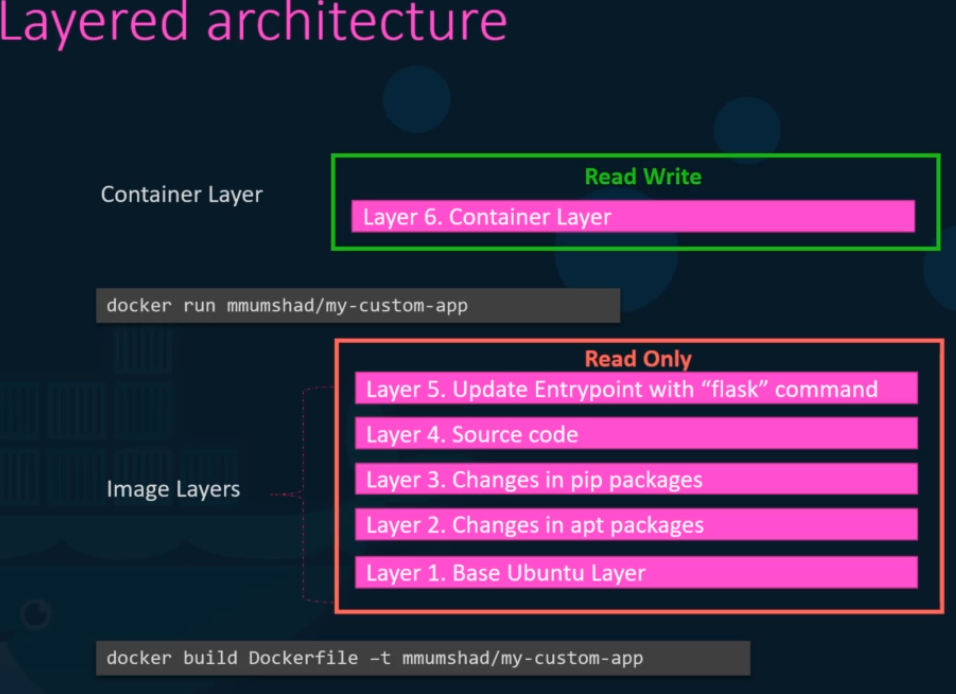 Layered architecture
Read Write
Container Layer
Layer 6. Container Layer
docker run mmumshad/my-custom-app
Read Only
Layer 5. Update Entrypoint with “flask” command
Layer 4. Source code
Layer 3. Changes in pip packages
Image Layers
Layer 2. Changes in apt packages
Layer 1. Base Ubuntu Layer
docker build Dockerfile –t mmumshad/my-custom-app